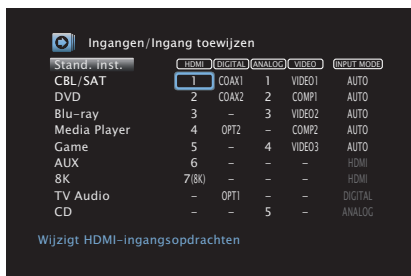 Ingangen/Ingang toewijzen
Stand. inst. HDMI DIGITAL ANALOG VIDEO INPUT MODE
CBL/SAT 1 COAX1 1 VIDEO1 AUTO
DVD 2 COAX2 2 COMP1 AUTO
Blu-ray 3 – 3 VIDEO2 AUTO
Media Player 4 OPT2 – COMP2 AUTO
Game 5 – 4 VIDEO3 AUTO
AUX 6 – – – HDMI
8K 7(8K) – – – HDMI
TV Audio – OPT1 – – DIGITAL
CD – – 5 – ANALOG
Wijzigt HDMI-ingangsopdrachten